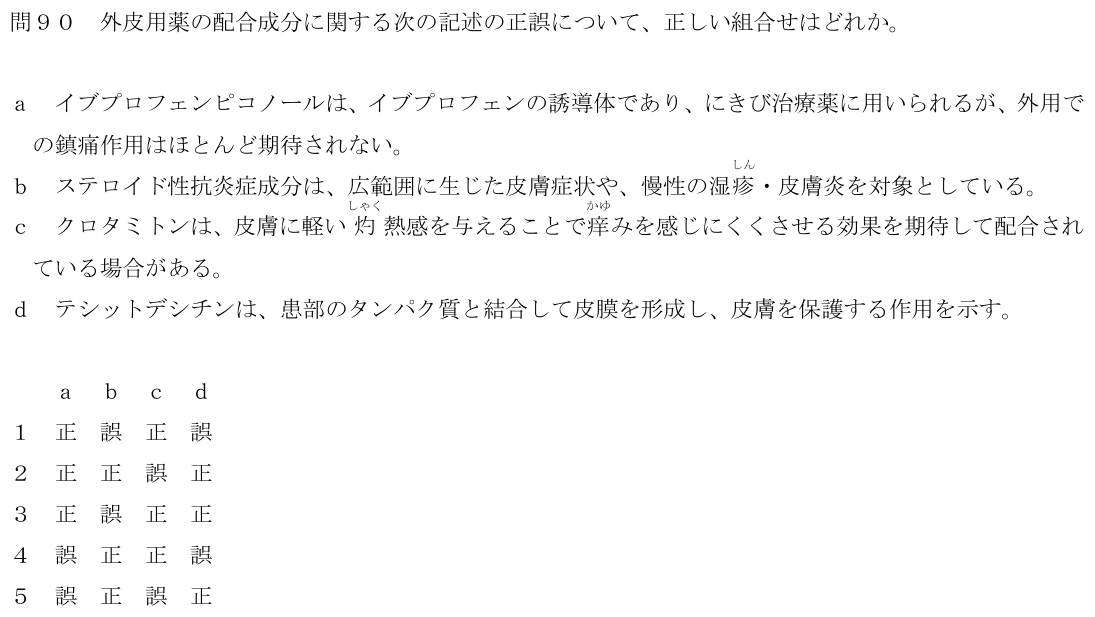 問９０　外皮用薬の配合成分に関する次の記述の正誤について、正しい組合せはどれか。
a　イブプロフェンピコノールは、イブプロフェンの誘導体であり、にきび治療薬に用いられるが、外用で
の鎮痛作用はほとんど期待されない。
しん
b　ステロイド性抗炎症成分は、広範囲に生じた皮膚症状や、慢性の湿疹・皮膚炎を対象としている。
しゃく　かゆ
c　クロタミトンは、皮膚に軽い灼熱感を与えることで痒みを感じにくくさせる効果を期待して配合され
ている場合がある。
d　テシットデシチンは、患部のタンパク質と結合して皮膜を形成し、皮膚を保護する作用を示す。
a　b　c　d
１　正　誤　正　誤
２　正　正　誤　正
３　正　誤　正　正
４　誤　正　正　誤
５　誤　正　誤　正